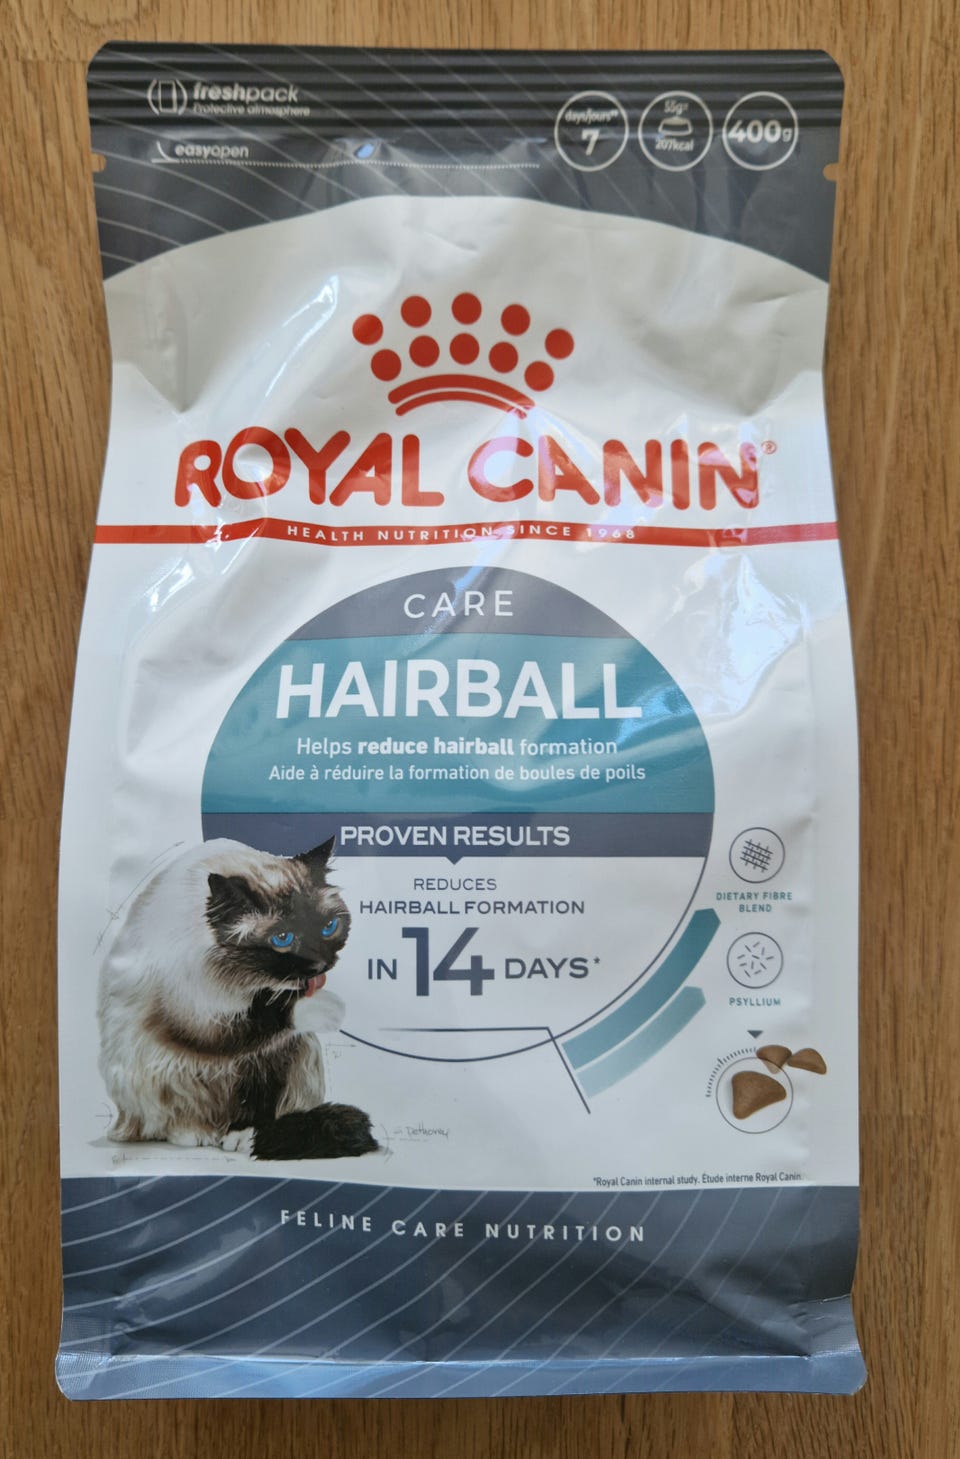 freshpack
Protective atmosphere
easyopen
days/jours**
7
55g**
207kcal
400g
ROYAL CANIN®
HEALTH NUTRITION SINCE 1968
CARE
HAIRBALL
Helps reduce hairball formation
Aide à réduire la formation de boules de poils
PROVEN RESULTS
REDUCES
HAIRBALL FORMATION
IN 14 DAYS*
DIETARY FIBRE
BLEND
PSYLLIUM
*Royal Canin internal study. Étude interne Royal Canin.
FELINE CARE NUTRITION